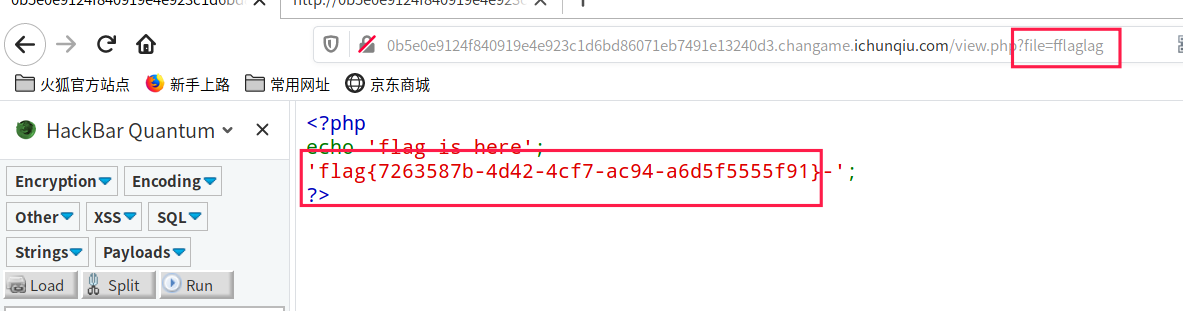 0b5e0e9124f840919e4e923c1d6bd
http://0b5e0e9124f840919e4e923c
0b5e0e9124f840919e4e923c1d6bd86071eb7491e13240d3.changame.ichunqiu.com/view.php?file=fflaglag
火狐官方站点 新手上路 常用网址 京东商城
HackBar Quantum
Encryption Encoding
Other XSS SQL
Strings Payloads
Load Split Run
<?php
echo 'flag is here';
'flag{7263587b-4d42-4cf7-ac94-a6d5f5555f91}-';
?>